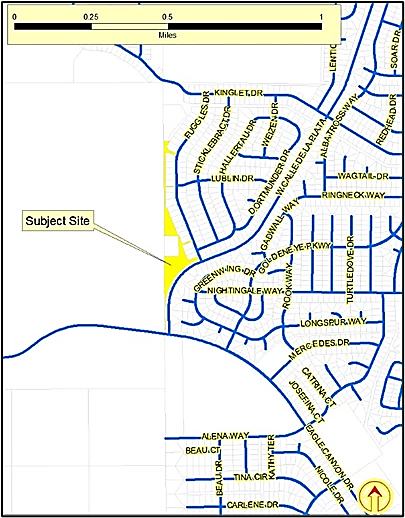 0 0.25 0.5 1
Miles
LENTIC
SOAR DR
KINGLET DR
FUGGLES DR
STICKLEBRACT DR
HALLERTAU DR
WEIZEN DR
W CALLE DE LA PLATA
ALBATROSS WAY
REDHEAD DR
LUBLIN DR
DORTMUNDER DR
WAGTAIL DR
RINGNECK WAY
GADWALL WAY
Subject Site
GOLDENEYE PKWY
GREENWING DR
TURTLEDOVE DR
NIGHTINGALE WAY
ROOK WAY
LONGSPUR WAY
MERCEDES DR
CATRINA CT
JOSEFINA CT
ALENA WAY
EAGLE CANYON DR
BEAU CT
KATHY TER
BEAU DR
TINA CIR
NICOLE DR
CARLENE DR